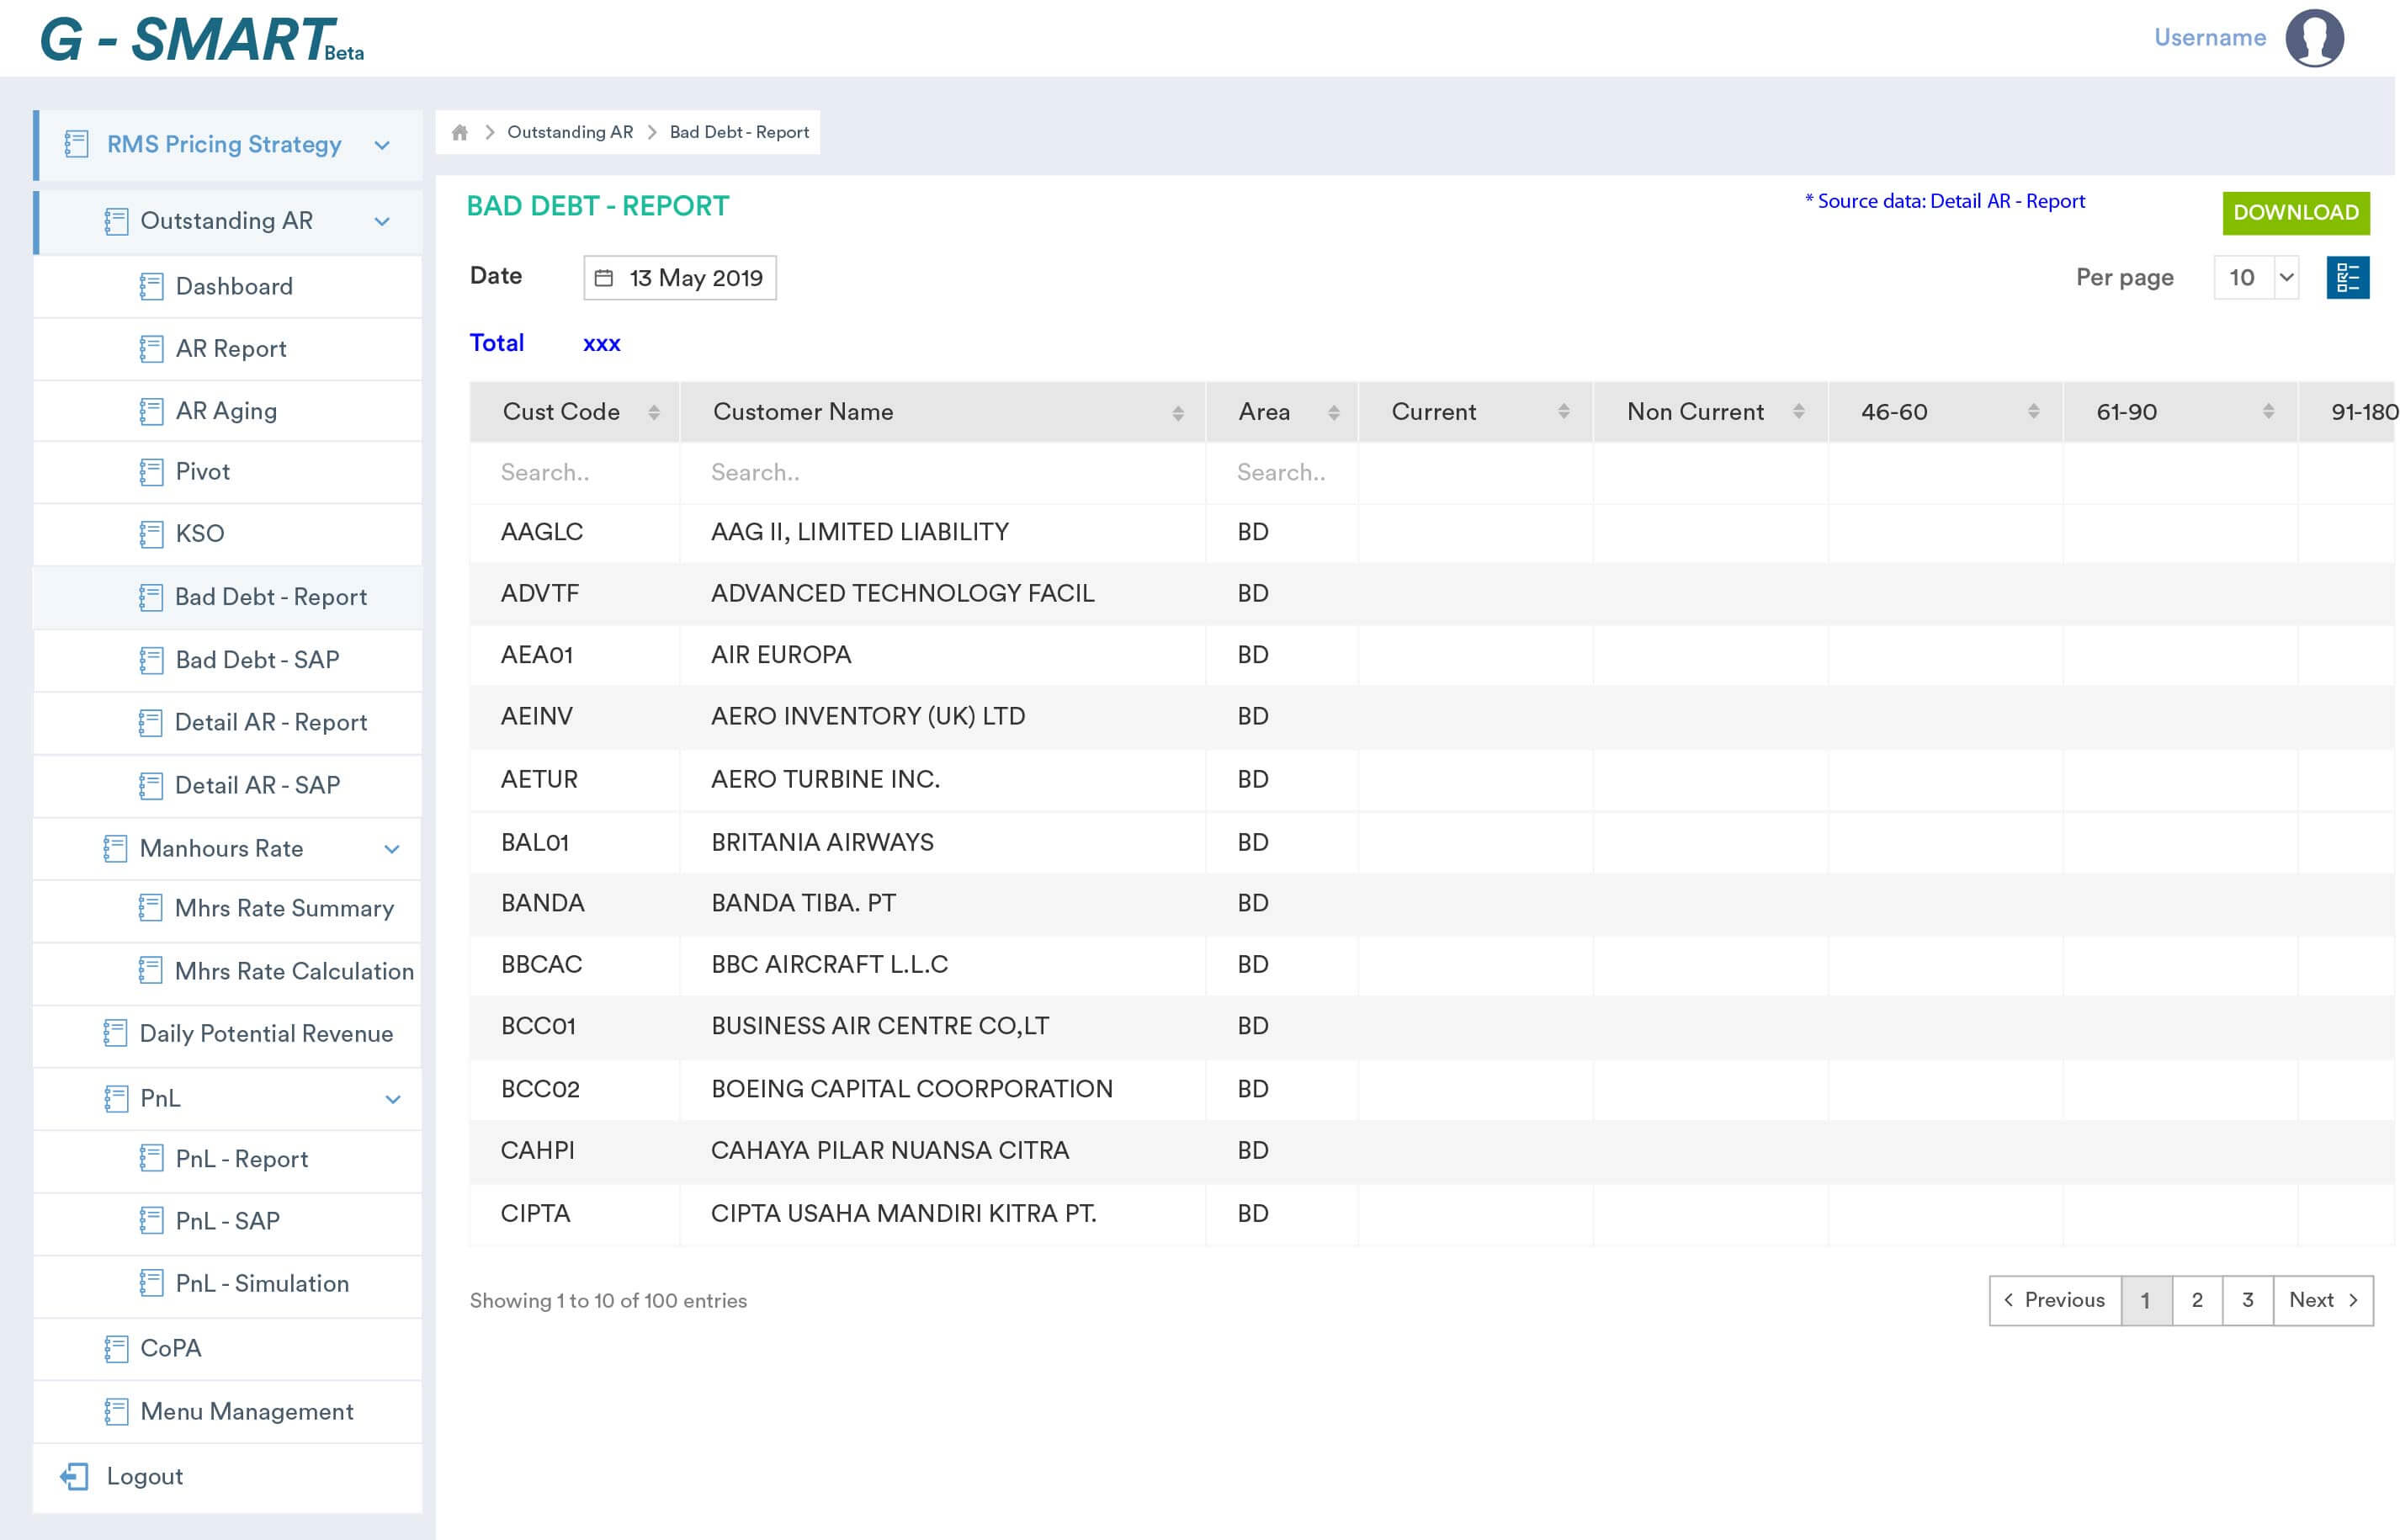 G - SMART Beta
Username
RMS Pricing Strategy
Outstanding AR
Dashboard
AR Report
AR Aging
Pivot
KSO
Bad Debt - Report
Bad Debt - SAP
Detail AR - Report
Detail AR - SAP
Manhours Rate
Mhrs Rate Summary
Mhrs Rate Calculation
Daily Potential Revenue
PnL
PnL - Report
PnL - SAP
PnL - Simulation
CoPA
Menu Management
Logout
Outstanding AR Bad Debt - Report
BAD DEBT - REPORT
* Source data: Detail AR - Report
DOWNLOAD
Date 13 May 2019
Per page 10
Total xxx
Cust Code Customer Name Area Current Non Current 46-60 61-90 91-180
Search.. Search.. Search..
AAGLC AAG II, LIMITED LIABILITY BD
ADVTF ADVANCED TECHNOLOGY FACIL BD
AEA01 AIR EUROPA BD
AEINV AERO INVENTORY (UK) LTD BD
AETUR AERO TURBINE INC. BD
BAL01 BRITANIA AIRWAYS BD
BANDA BANDA TIBA. PT BD
BBCAC BBC AIRCRAFT L.L.C BD
BCC01 BUSINESS AIR CENTRE CO,LT BD
BCC02 BOEING CAPITAL COORPORATION BD
CAHPI CAHAYA PILAR NUANSA CITRA BD
CIPTA CIPTA USAHA MANDIRI KITRA PT. BD
Showing 1 to 10 of 100 entries
Previous 1 2 3 Next